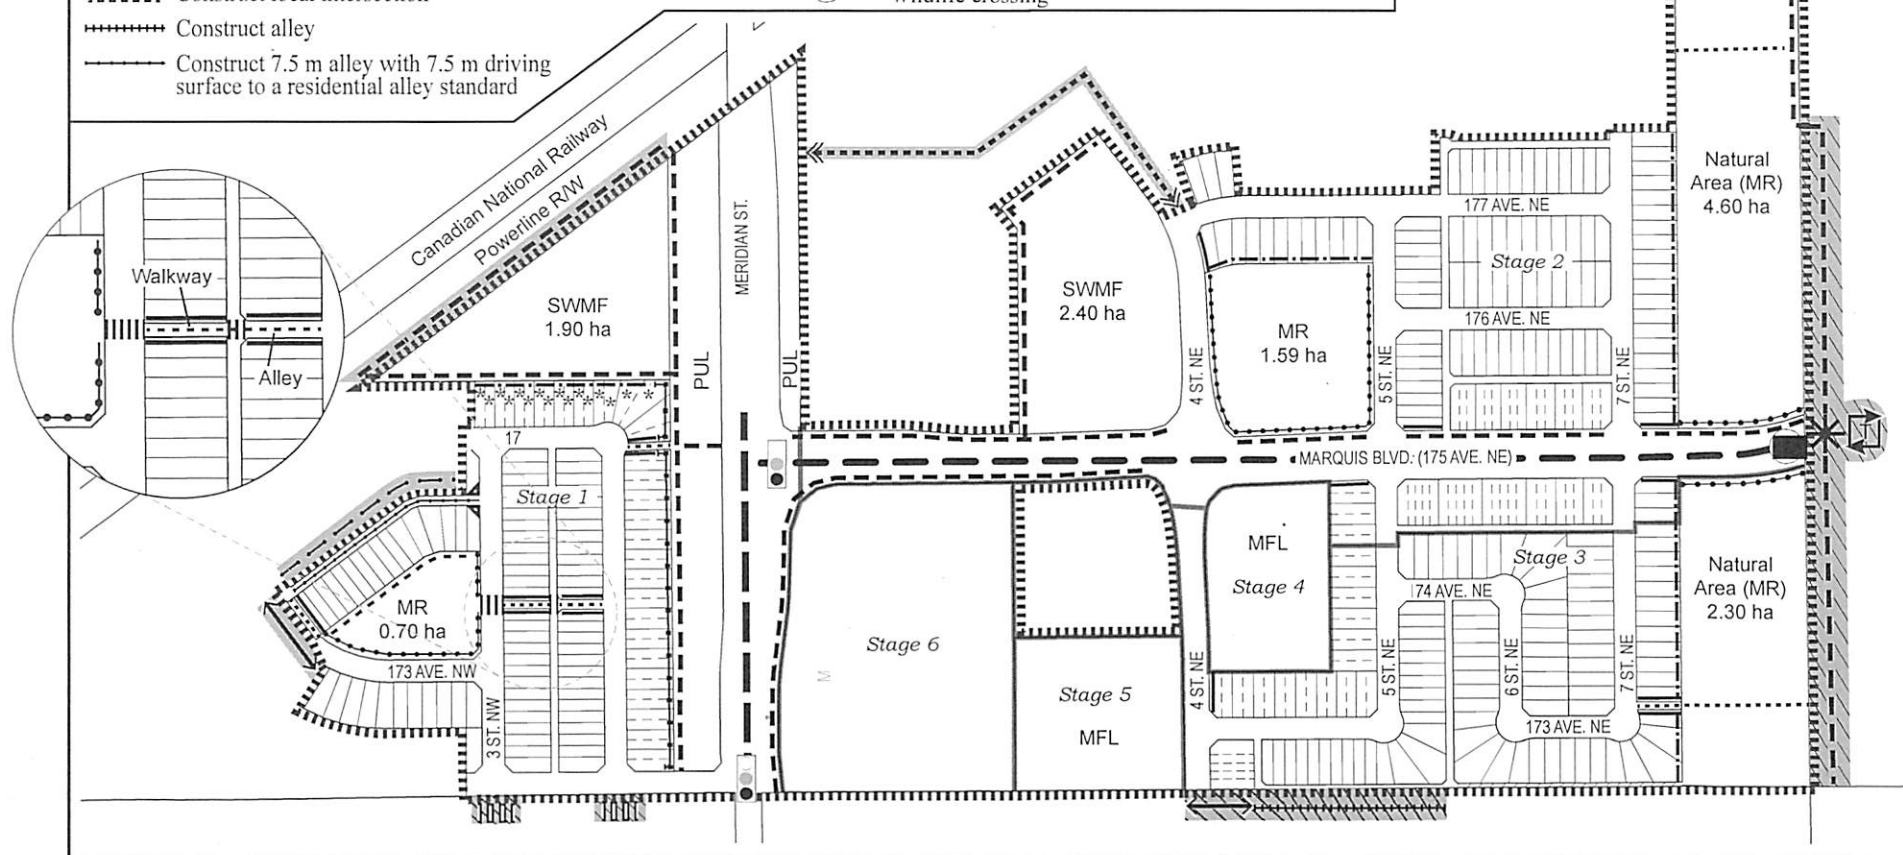 Construct local intersection
wildlife crossing
Construct alley
Construct 7.5 m alley with 7.5 m driving
surface to a residential alley standard
Canadian National Railway
Powerline R/W
MERIDIAN ST.
Natural
Area (MR)
4.60 ha
177 AVE. NE
Stage 2
Walkway
Alley
SWMF
1.90 ha
SWMF
2.40 ha
MR
1.59 ha
176 AVE. NE
PUL
PUL
4 ST. NE
5 ST. NE
7 ST. NE
17
MARQUIS BLVD. (175 AVE. NE)
T
Stage 1
MFL
Stage 4
Stage 3
Natural
Area (MR)
2.30 ha
74 AVE. NE
MR
0.70 ha
173 AVE. NW
3 ST. NW
Stage 6
M
Stage 5
MFL
4 ST. NE
5 ST. NE
6 ST. NE
7 ST. NE
173 AVE. NE